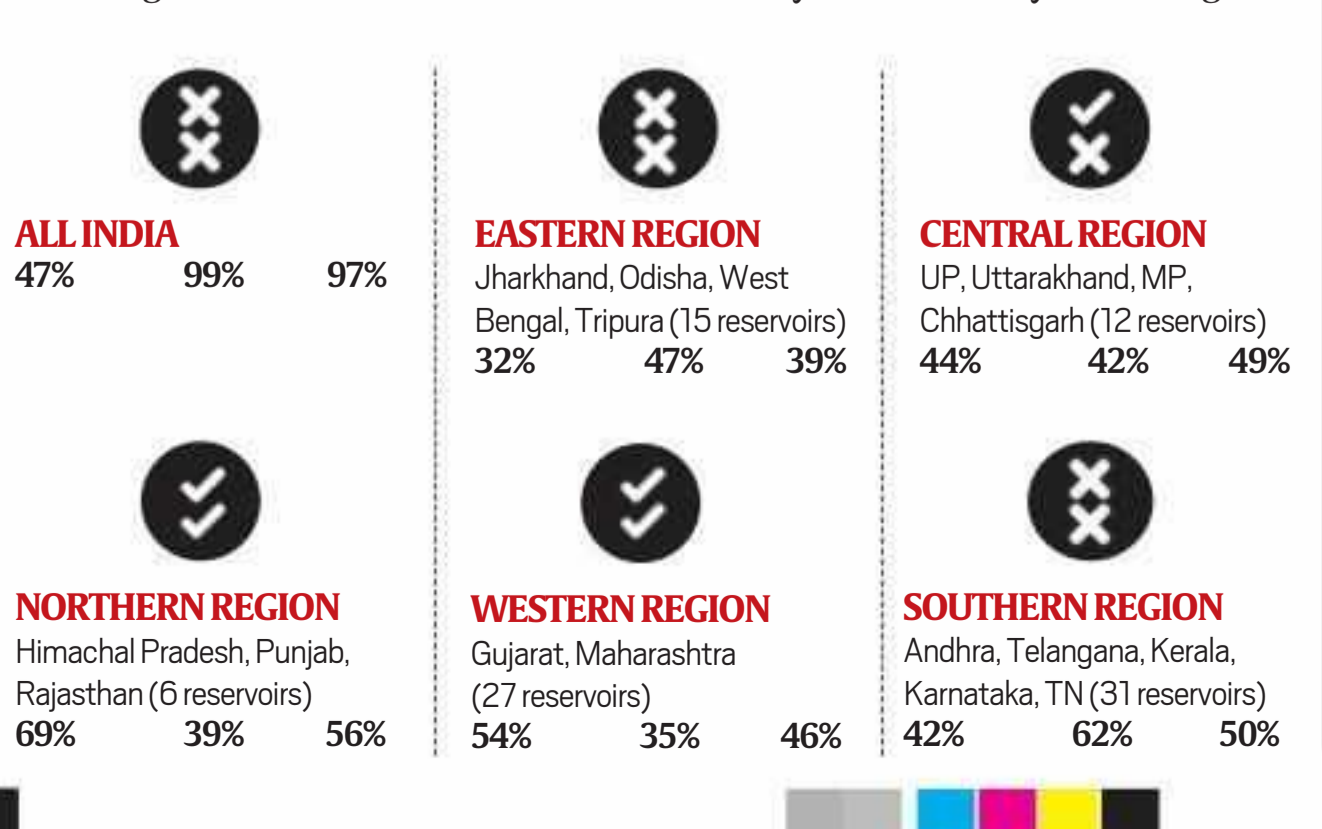 ALL INDIA
47% 99% 97%
EASTERN REGION
Jharkhand, Odisha, West
Bengal, Tripura (15 reservoirs)
32% 47% 39%
CENTRAL REGION
UP, Uttarakhand, MP,
Chhattisgarh (12 reservoirs)
44% 42% 49%
NORTHERN REGION
Himachal Pradesh, Punjab,
Rajasthan (6 reservoirs)
69% 39% 56%
WESTERN REGION
Gujarat, Maharashtra
(27 reservoirs)
54% 35% 46%
SOUTHERN REGION
Andhra, Telangana, Kerala,
Karnataka, TN (31 reservoirs)
42% 62% 50%